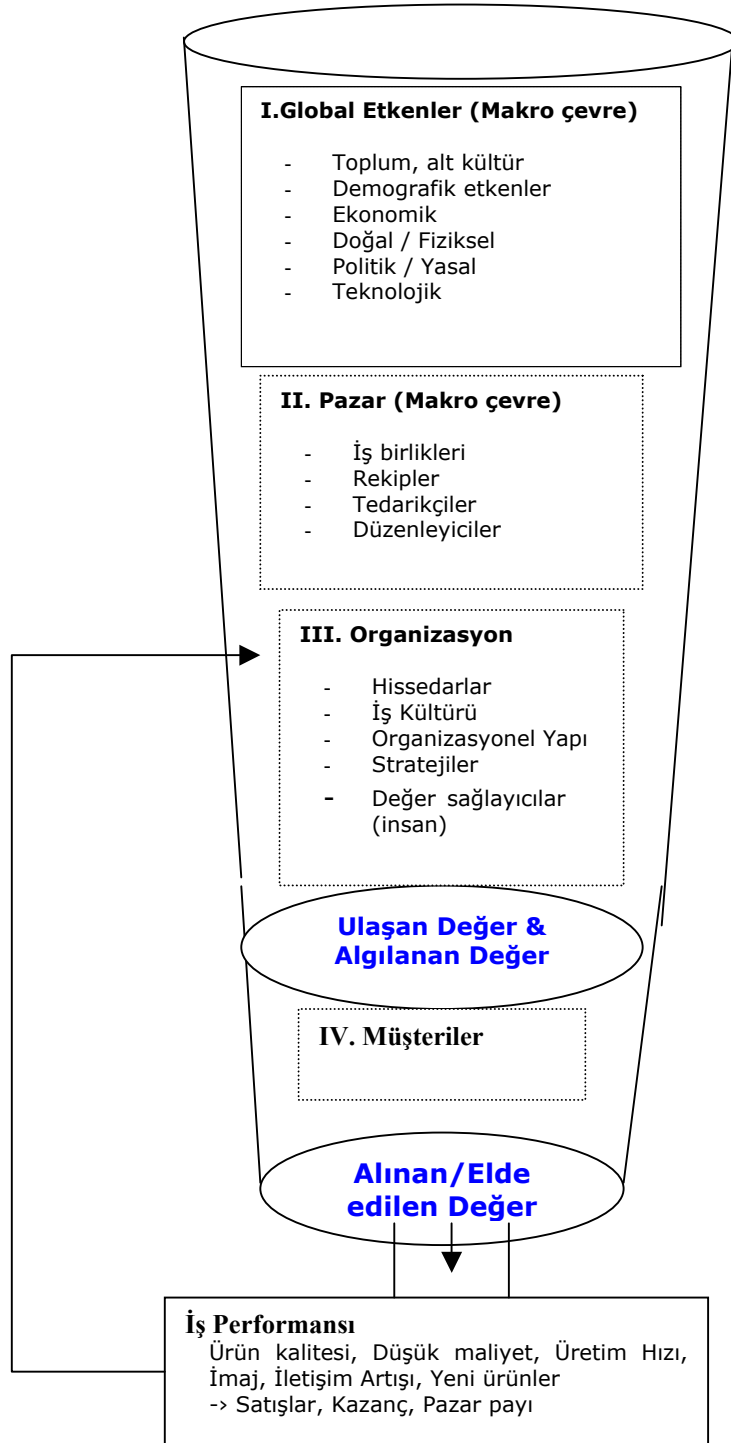 I.Global Etkenler (Makro çevre)
- Toplum, alt kültür
- Demografik etkenler
- Ekonomik
- Doğal / Fiziksel
- Politik / Yasal
- Teknolojik
II. Pazar (Makro çevre)
- İş birlikleri
- Rekipler
- Tedarikçiler
- Düzenleyiciler
III. Organizasyon
- Hissedarlar
- İş Kültürü
- Organizasyonel Yapı
- Stratejiler
- Değer sağlayıcılar
(insan)
Ulaşan Değer &
Algılanan Değer
IV. Müşteriler
Alınan/Elde
edilen Değer
İş Performansı
Ürün kalitesi, Düşük maliyet, Üretim Hızı,
İmaj, İletişim Artışı, Yeni ürünler
-> Satışlar, Kazanç, Pazar payı